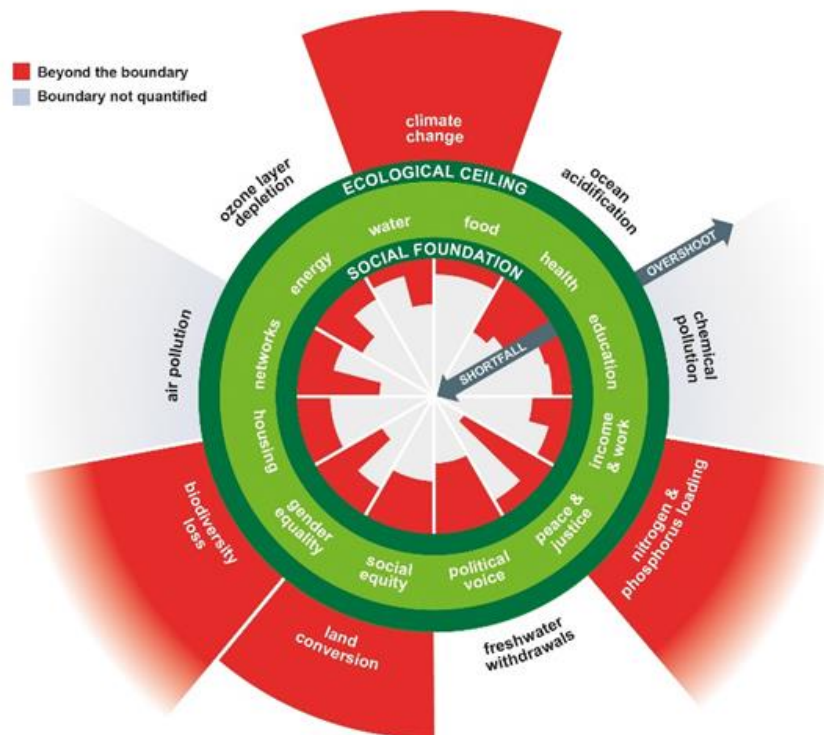 Beyond the boundary
Boundary not quantified
climate
change
ozone layer
depletion
ocean
acidification
ECOLOGICAL CEILING
water
food
energy
health
SOCIAL FOUNDATION
OVERSHOOT
air pollution
networks
SHORTFALL
education
chemical
pollution
housing
income
& work
gender
equality
social
equity
political
voice
peace &
justice
biodiversity
loss
land
conversion
freshwater
withdrawals
nitrogen &
phosphorus loading